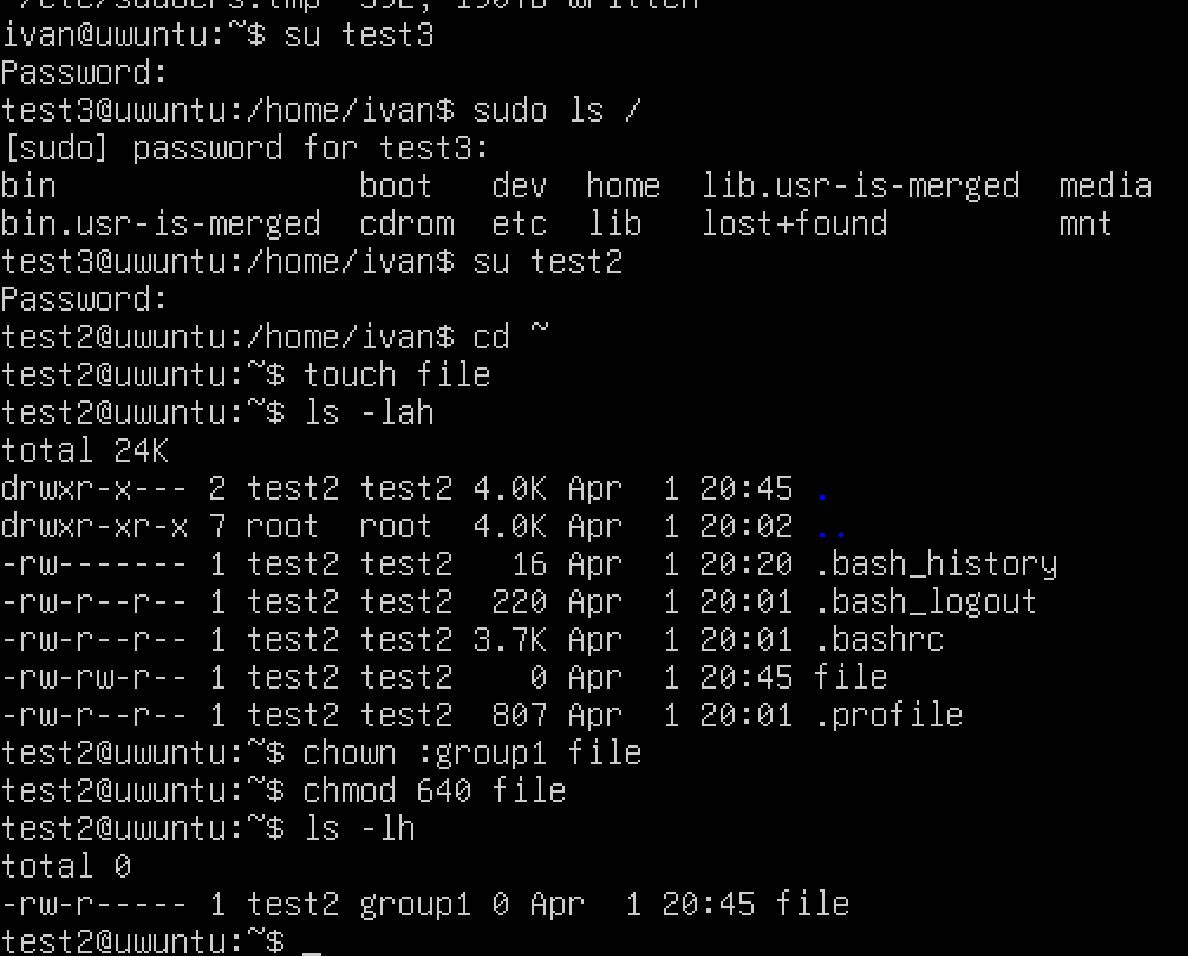 ivan@uwuntu:~$ su test3
Password:
test3@uwuntu:/home/ivan$ sudo ls /
[sudo] password for test3:
bin                boot   dev  home  lib.usr-is-merged  media
bin.usr-is-merged  cdrom  etc  lib   lost+found         mnt
test3@uwuntu:/home/ivan$ su test2
Password:
test2@uwuntu:/home/ivan$ cd ~
test2@uwuntu:~$ touch file
test2@uwuntu:~$ ls -lah
total 24K
drwxr-x--- 2 test2 test2 4.0K Apr  1 20:45 .
drwxr-xr-x 7 root  root  4.0K Apr  1 20:02 ..
-rw------- 1 test2 test2   16 Apr  1 20:20 .bash_history
-rw-r--r-- 1 test2 test2  220 Apr  1 20:01 .bash_logout
-rw-r--r-- 1 test2 test2 3.7K Apr  1 20:01 .bashrc
-rw-rw-r-- 1 test2 test2    0 Apr  1 20:45 file
-rw-r--r-- 1 test2 test2  807 Apr  1 20:01 .profile
test2@uwuntu:~$ chown :group1 file
test2@uwuntu:~$ chmod 640 file
test2@uwuntu:~$ ls -lh
total 0
-rw-r----- 1 test2 group1 0 Apr  1 20:45 file
test2@uwuntu:~$ _